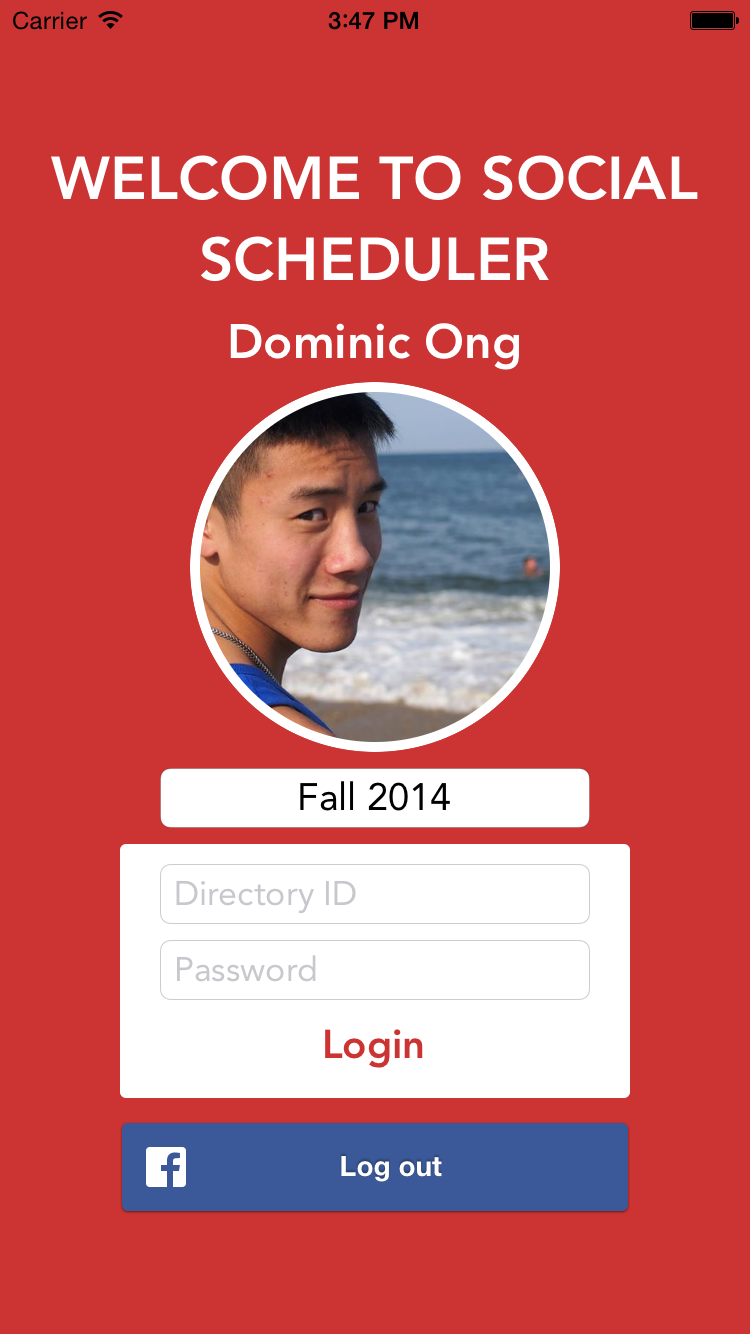 Carrier 3:47 PM
WELCOME TO SOCIAL
SCHEDULER
Dominic Ong
Fall 2014
Directory ID
Password
Login
Log out